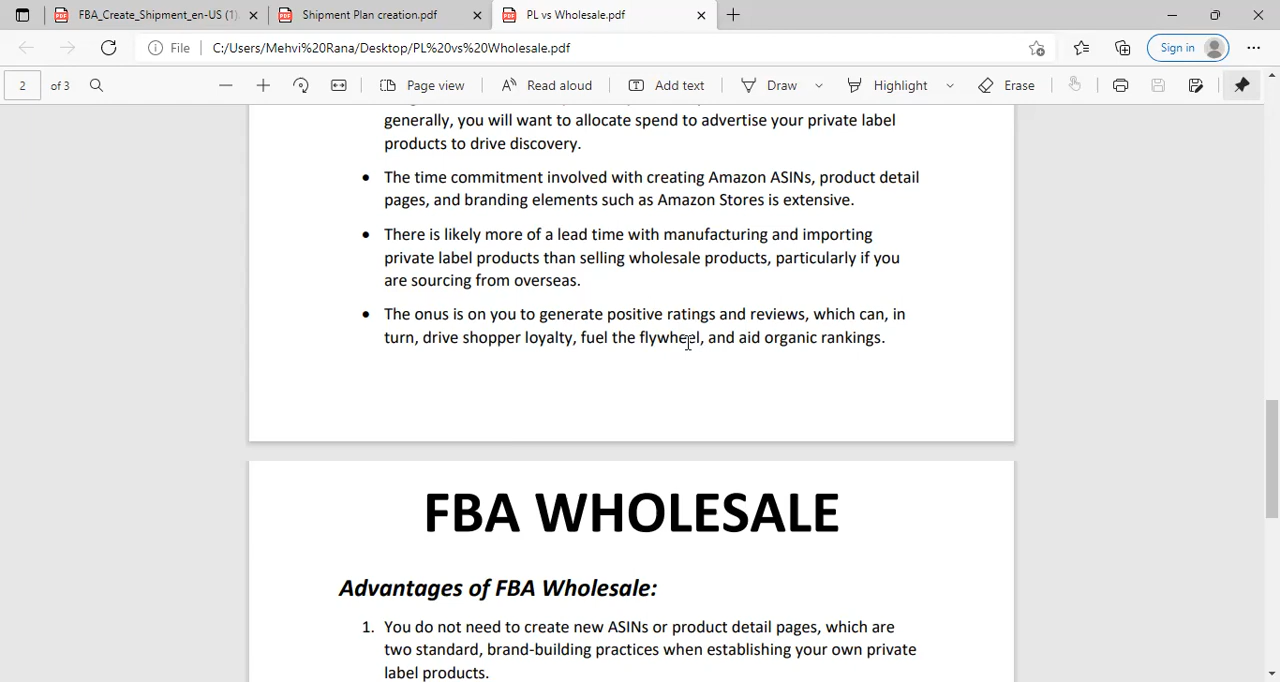 FBA_Create_Shipment_en-US (1)
Shipment Plan creation.pdf
PL vs Wholesale.pdf
File
C:/Users/Mehvi%20Rana/Desktop/PL%20vs%20Wholesale.pdf
Sign in
2 of 3
Page view
Read aloud
Add text
Draw
Highlight
Erase
generally, you will want to allocate spend to advertise your private label
products to drive discovery.
• The time commitment involved with creating Amazon ASINs, product detail
pages, and branding elements such as Amazon Stores is extensive.
• There is likely more of a lead time with manufacturing and importing
private label products than selling wholesale products, particularly if you
are sourcing from overseas.
• The onus is on you to generate positive ratings and reviews, which can, in
turn, drive shopper loyalty, fuel the flywheel, and aid organic rankings.
FBA WHOLESALE
Advantages of FBA Wholesale:
1. You do not need to create new ASINs or product detail pages, which are
two standard, brand-building practices when establishing your own private
label products.